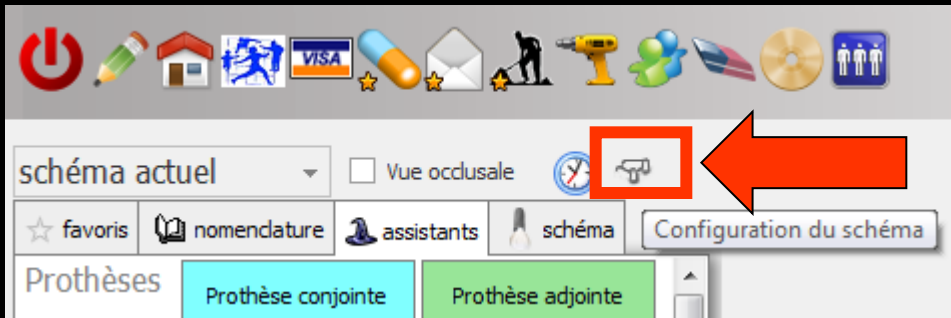 VISA
schéma actuel Vue occlusale
favoris nomenclature assistants schéma Configuration du schéma
Prothèses Prothèse conjointe Prothèse adjointe